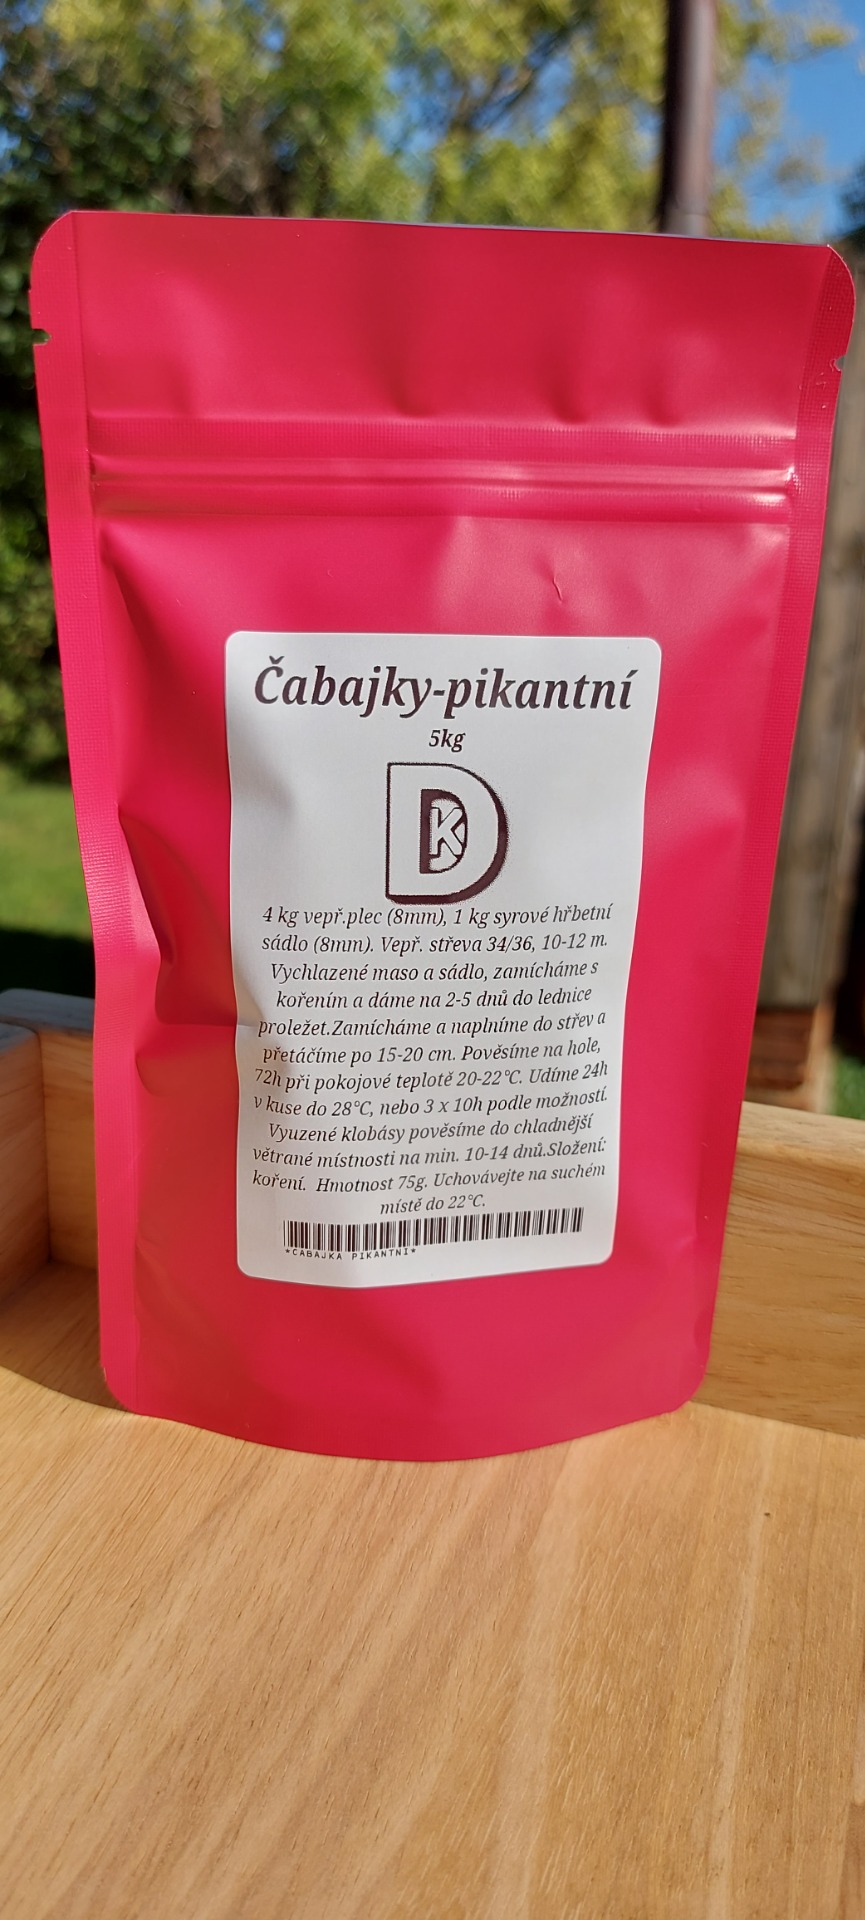 Čabajky-pikantní
5kg
DK
4 kg vepř.plec (8mm), 1 kg syrové hřbetní
sádlo (8mm). Vepř. střeva 34/36, 10-12 m.
Vychlazené maso a sádlo, zamícháme s
kořením a dáme na 2-5 dnů do lednice
proležet.Zamícháme a naplníme do střev a
přetáčíme po 15-20 cm. Pověsíme na hole,
72h při pokojové teplotě 20-22°C. Udíme 24h
v kuse do 28°C, nebo 3 x 10h podle možností.
Vyuzené klobásy pověsíme do chladnější
větrané místnosti na min. 10-14 dnů.Složení:
koření. Hmotnost 75g. Uchovávejte na suchém
místě do 22°C.
*CABAJKA PIKANTNI*